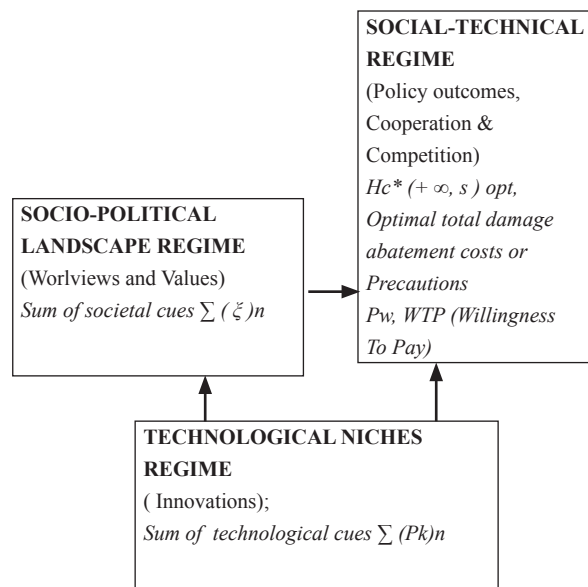 SOCIAL-TECHNICAL
REGIME
(Policy outcomes,
Cooperation &
Competition)
Hc* (+ ∞, s ) opt,
Optimal total damage
abatement costs or
Precautions
Pw, WTP (Willingness
To Pay)
SOCIO-POLITICAL
LANDSCAPE REGIME
(Worlviews and Values)
Sum of societal cues ∑ ( ξ )n
TECHNOLOGICAL NICHES
REGIME
( Innovations);
Sum of technological cues ∑ (Pk)n